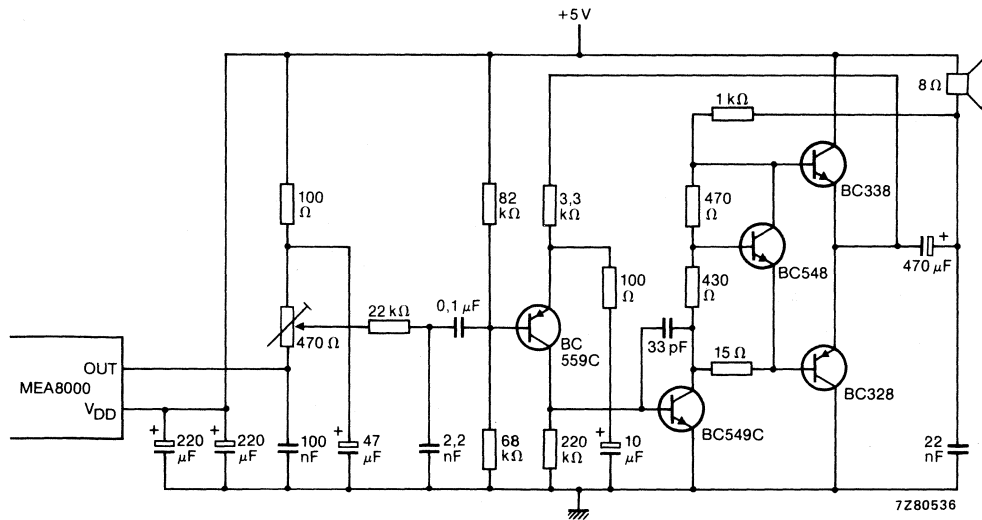 +5 V
8 Ω
1 kΩ
100
Ω
82
kΩ
3,3
kΩ
470
Ω
BC338
BC548
470 μF
+
100
Ω
430
Ω
22 kΩ
0,1 μF
470 Ω
BC
559C
33 pF
15 Ω
BC328
OUT
MEA8000
VDD
BC549C
+
220
μF
+
220
μF
100
nF
+
47
μF
2,2
nF
68
kΩ
220
kΩ
+
10
μF
22
nF
7Z80536